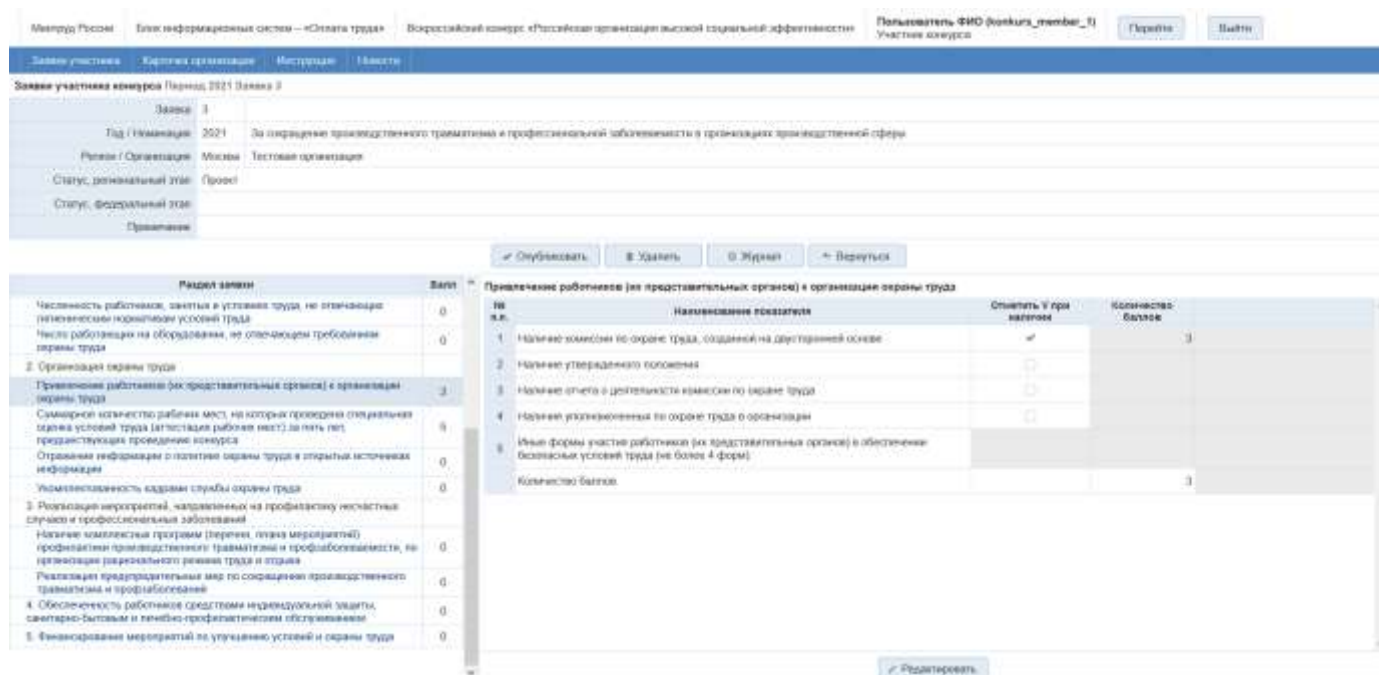 Минтруд России
Блок информационных систем – «Оплата труда»
Всероссийский конкурс «Российская организация высокой социальной эффективности»
Пользователь ФИО (konkurs_member_1)
Участник конкурса
Перейти
Выйти
Заявки участника
Карточка организации
Инструкции
Новости
Заявки участника конкурса Период 2021 Заявка 3
Заявка 3
Год / Номинация 2021 За сокращение производственного травматизма и профессиональной заболеваемости в организациях производственной сферы
Регион / Организация Москва Тестовая организация
Статус, региональный этап Проект
Статус, федеральный этап
Примечание
Опубликовать
Удалить
Журнал
Вернуться
Раздел заявки Балл
Численность работников, занятых в условиях труда, не отвечающих
гигиеническим нормативам условий труда 0
Число работающих на оборудовании, не отвечающем требованиям
охраны труда 0
2. Организация охраны труда
Привлечение работников (их представительных органов) к организации
охраны труда 3
Суммарное количество рабочих мест, на которых проведена специальная
оценка условий труда (аттестация рабочих мест) за пять лет,
предшествующих проведению конкурса
Отражение информации о политике охраны труда в открытых источниках
информации 0
Укомплектованность кадрами службы охраны труда 0
3. Реализация мероприятий, направленных на профилактику несчастных
случаев и профессиональных заболеваний
Наличие комплексных программ (перечня, плана мероприятий)
профилактики производственного травматизма и профзаболеваемости, по
организации рационального режима труда и отдыха 0
Реализация предупредительных мер по сокращению производственного
травматизма и профзаболеваний 0
4. Обеспеченность работников средствами индивидуальной защиты,
санитарно-бытовым и лечебно-профилактическим обслуживанием 0
5. Финансирование мероприятий по улучшению условий и охраны труда 0
Привлечение работников (их представительных органов) к организации охраны труда
№ п.п. Наименование показателя Отметить V при наличии Количество баллов
1 Наличие комиссии по охране труда, созданной на двусторонней основе ✓ 3
2 Наличие утвержденного положения
3 Наличие отчета о деятельности комиссии по охране труда
4 Наличие уполномоченных по охране труда в организации
5 Иные формы участия работников (их представительных органов) в обеспечении
безопасных условий труда (не более 4 форм)
Количество баллов 3
Редактировать